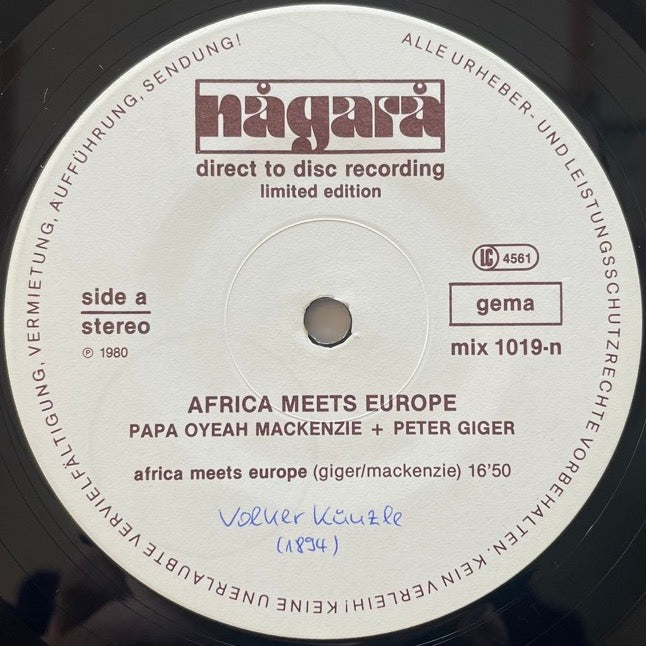 ALLE URHEBER- UND LEISTUNGSSCHUTZRECHTE VORBEHALTEN. KEIN VERLEIH! KEINE UNERLAUBTE VERVIELFÄLTIGUNG, VERMIETUNG, AUFFÜHRUNG, SENDUNG!
någarå
direct to disc recording
limited edition
LC 4561
side a
stereo
℗ 1980
gema
mix 1019-n
AFRICA MEETS EUROPE
PAPA OYEAH MACKENZIE + PETER GIGER
africa meets europe (giger/mackenzie) 16'50
Volker Künzle
(1894)